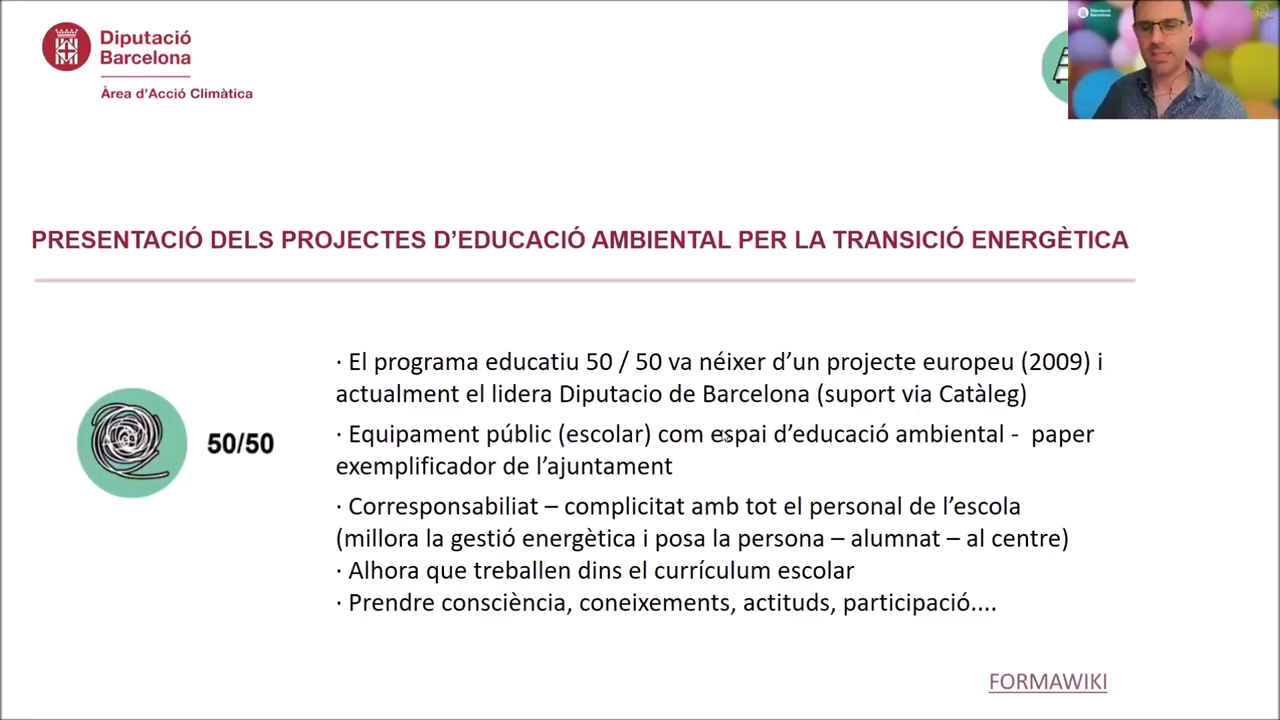 Diputació
Barcelona
Àrea d'Acció Climàtica
Diputació
Barcelona
PRESENTACIÓ DELS PROJECTES D'EDUCACIÓ AMBIENTAL PER LA TRANSICIÓ ENERGÈTICA
50/50
· El programa educatiu 50 / 50 va néixer d'un projecte europeu (2009) i
actualment el lidera Diputacio de Barcelona (suport via Catàleg)
· Equipament públic (escolar) com espai d'educació ambiental - paper
exemplificador de l'ajuntament
· Corresponsabiliat – complicitat amb tot el personal de l'escola
(millora la gestió energètica i posa la persona – alumnat – al centre)
· Alhora que treballen dins el currículum escolar
· Prendre consciència, coneixements, actituds, participació....
FORMAWIKI